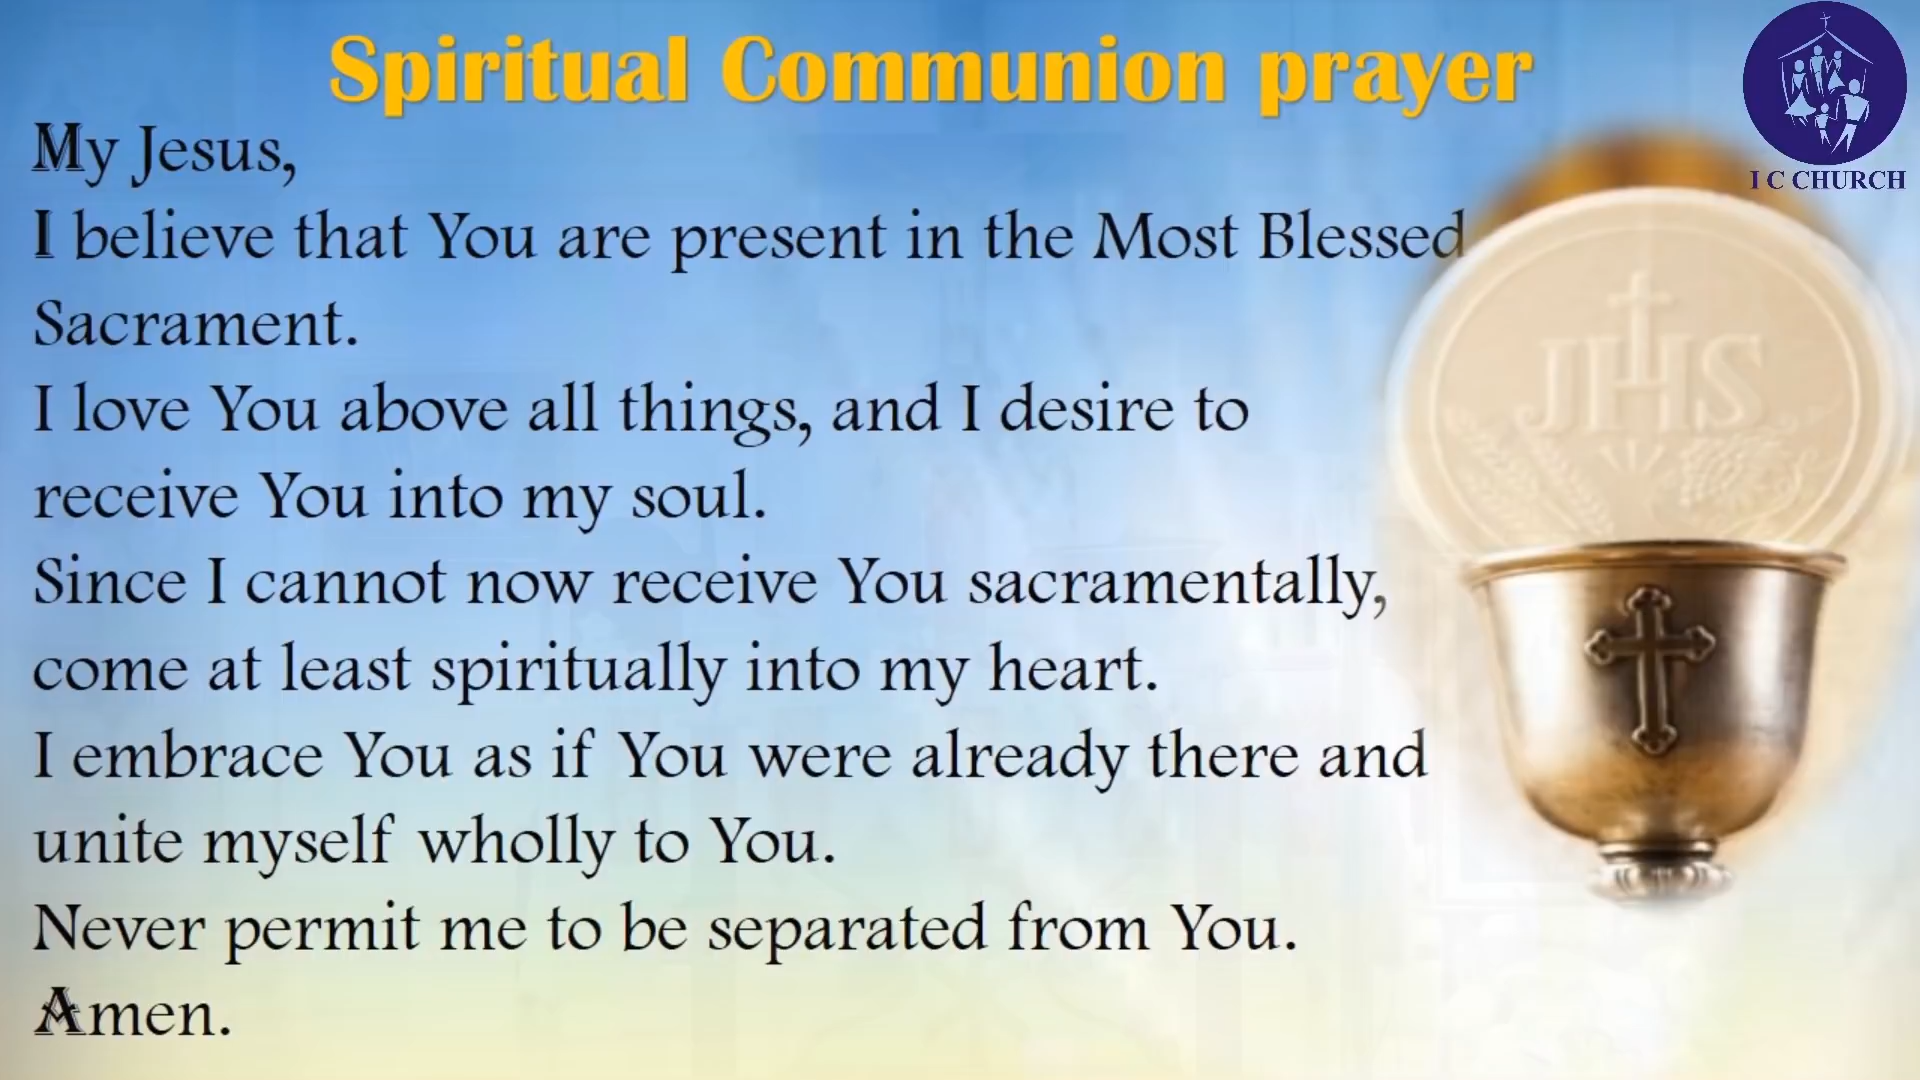 Spiritual Communion prayer
I C CHURCH
My Jesus,
I believe that You are present in the Most Blessed
Sacrament.
I love You above all things, and I desire to
receive You into my soul.
Since I cannot now receive You sacramentally,
come at least spiritually into my heart.
I embrace You as if You were already there and
unite myself wholly to You.
Never permit me to be separated from You.
Amen.
JHS